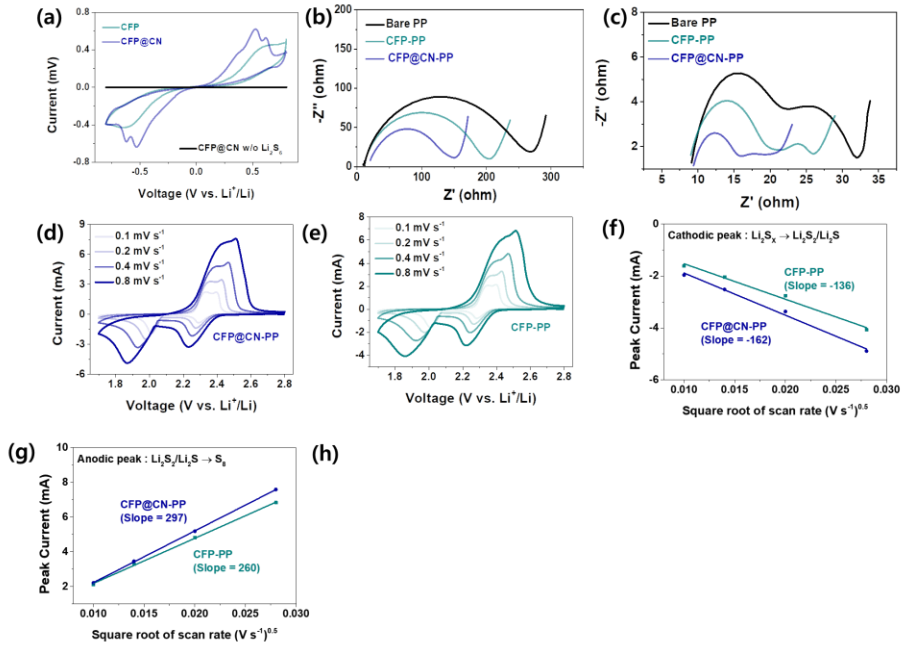 (a)
CFP
CFP@CN
0.8
0.4
0.0
-0.4
-0.8
Current (mV)
CFP@CN w/o Li₂S₆
-0.5
0.0
0.5
Voltage (V vs. Li⁺/Li)
(b)
200
150
100
50
0
-Z'' (ohm)
Bare PP
CFP-PP
CFP@CN-PP
0
100
200
300
Z' (ohm)
(c)
8
6
4
2
0
-Z'' (ohm)
Bare PP
CFP-PP
CFP@CN-PP
5
10
15
20
25
30
35
Z' (ohm)
(d)
9
6
3
0
-3
-6
Current (mA)
0.1 mV s⁻¹
0.2 mV s⁻¹
0.4 mV s⁻¹
0.8 mV s⁻¹
CFP@CN-PP
1.8
2.0
2.2
2.4
2.6
2.8
Voltage (V vs. Li⁺/Li)
(e)
8
6
4
2
0
-2
-4
Current (mA)
0.1 mV s⁻¹
0.2 mV s⁻¹
0.4 mV s⁻¹
0.8 mV s⁻¹
CFP-PP
1.8
2.0
2.2
2.4
2.6
2.8
Voltage (V vs. Li⁺/Li)
(f)
Cathodic peak : Li₂Sₓ → Li₂S₂/Li₂S
0
-2
-4
-6
Peak Current (mA)
CFP-PP
(Slope = -136)
CFP@CN-PP
(Slope = -162)
0.010
0.015
0.020
0.025
0.030
Square root of scan rate (V s⁻¹)⁰·⁵
(g)
Anodic peak : Li₂S₂/Li₂S → S₈
10
8
6
4
2
Peak Current (mA)
CFP@CN-PP
(Slope = 297)
CFP-PP
(Slope = 260)
0.010
0.015
0.020
0.025
0.030
Square root of scan rate (V s⁻¹)⁰·⁵
(h)